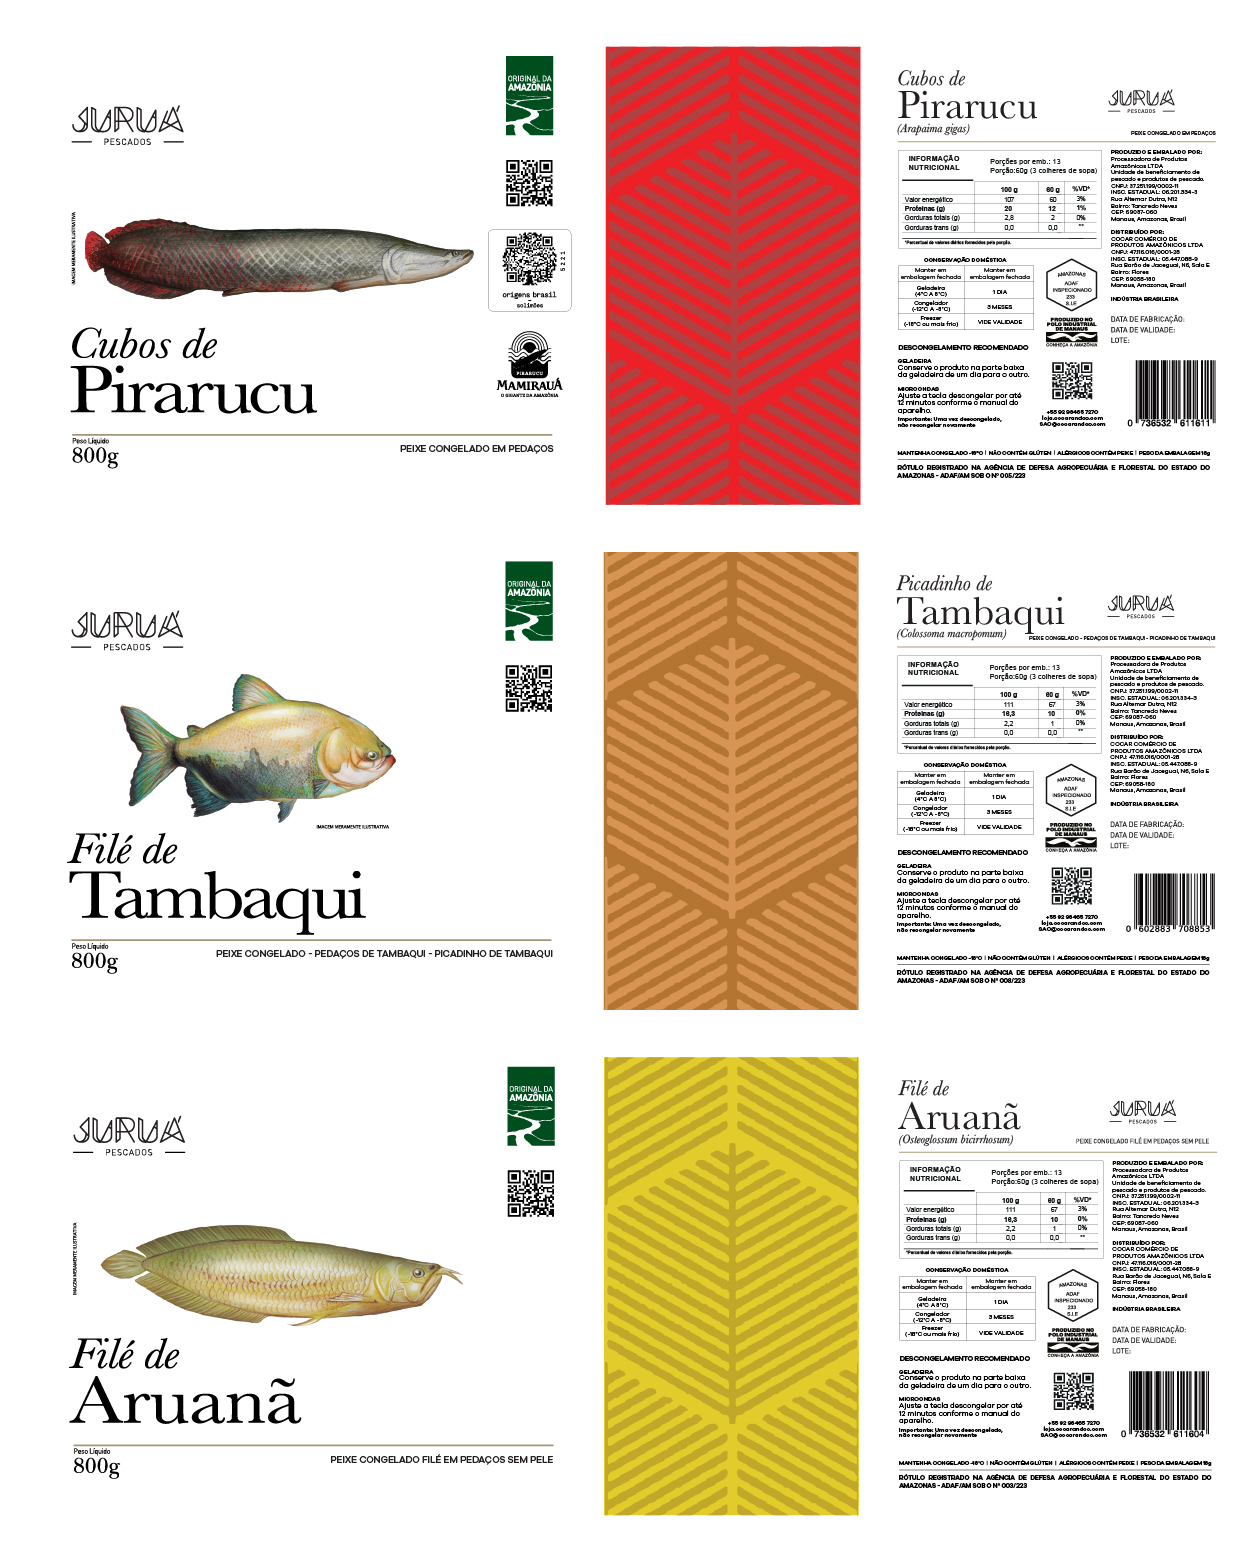 JURUÁ
PESCADOS
ORIGINAL DA
AMAZÔNIA
IMAGEM MERAMENTE ILUSTRATIVA
5221
origens brasil
solimões
PIRARUCU
MAMIRAUÁ
O GIGANTE DA AMAZÔNIA
Cubos de
Pirarucu
Peso Líquido
800g
PEIXE CONGELADO EM PEDAÇOS
Cubos de
Pirarucu
(Arapaima gigas)
JURUÁ
PESCADOS
PEIXE CONGELADO EM PEDAÇOS
INFORMAÇÃO
NUTRICIONAL
Porções por emb.: 13
Porção:60g (3 colheres de sopa)
100 g 60 g %VD*
Valor energético 107 60 3%
Proteínas (g) 20 12 1%
Gorduras totais (g) 2,8 2 0%
Gorduras trans (g) 0,0 0,0 **
*Percentual de valores diários fornecidos pela porção.
CONSERVAÇÃO DOMÉSTICA
Manter em
embalagem fechada
Manter em
embalagem fechada
Geladeira
(4°C A 8°C)
1 DIA
Congelador
(-12°C A -8°C)
3 MESES
Freezer
(-18°C ou mais frio)
VIDE VALIDADE
DESCONGELAMENTO RECOMENDADO
GELADEIRA
Conserve o produto na parte baixa
da geladeira de um dia para o outro.
MICROONDAS
Ajuste a tecla descongelar por até
12 minutos conforme o manual do
aparelho.
Importante: Uma vez descongelado,
não recongelar novamente
AMAZONAS
ADAF
INSPECIONADO
233
S.I.E
PRODUZIDO NO
POLO INDUSTRIAL
DE MANAUS
CONHEÇA A AMAZÔNIA
+55 92 98465 7270
loja.cocarandco.com
SAC@cocarandco.com
PRODUZIDO E EMBALADO POR:
Processadora de Produtos
Amazônicos LTDA
Unidade de beneficiamento de
pescado e produtos de pescado.
CNPJ: 37.251.199/0002-11
INSC. ESTADUAL: 06.201.334-3
Rua Altemar Dutra, N12
Bairro: Tancredo Neves
CEP: 69087-060
Manaus, Amazonas, Brasil
DISTRIBUÍDO POR:
COCAR COMÉRCIO DE
PRODUTOS AMAZÔNICOS LTDA
CNPJ: 47.116.016/0001-28
INSC. ESTADUAL: 05.447.088-9
Rua Barão de Jaceguai, N6, Sala E
Bairro: Flores
CEP: 69058-180
Manaus, Amazonas, Brasil
INDÚSTRIA BRASILEIRA
DATA DE FABRICAÇÃO:
DATA DE VALIDADE:
LOTE:
0 736532 611611
MANTENHA CONGELADO -18°C | NÃO CONTÉM GLÚTEN | ALÉRGICOS CONTÉM PEIXE | PESO DA EMBALAGEM 18g
RÓTULO REGISTRADO NA AGÊNCIA DE DEFESA AGROPECUÁRIA E FLORESTAL DO ESTADO DO
AMAZONAS - ADAF/AM SOB O Nº 005/223
JURUÁ
PESCADOS
ORIGINAL DA
AMAZÔNIA
IMAGEM MERAMENTE ILUSTRATIVA
Filé de
Tambaqui
Peso Líquido
800g
PEIXE CONGELADO - PEDAÇOS DE TAMBAQUI - PICADINHO DE TAMBAQUI
Picadinho de
Tambaqui
(Colossoma macropomum)
JURUÁ
PESCADOS
PEIXE CONGELADO - PEDAÇOS DE TAMBAQUI - PICADINHO DE TAMBAQUI
INFORMAÇÃO
NUTRICIONAL
Porções por emb.: 13
Porção:60g (3 colheres de sopa)
100 g 60 g %VD*
Valor energético 111 67 3%
Proteínas (g) 16,3 10 0%
Gorduras totais (g) 2,2 1 0%
Gorduras trans (g) 0,0 0,0 **
*Percentual de valores diários fornecidos pela porção.
CONSERVAÇÃO DOMÉSTICA
Manter em
embalagem fechada
Manter em
embalagem fechada
Geladeira
(4°C A 8°C)
1 DIA
Congelador
(-12°C A -8°C)
3 MESES
Freezer
(-18°C ou mais frio)
VIDE VALIDADE
DESCONGELAMENTO RECOMENDADO
GELADEIRA
Conserve o produto na parte baixa
da geladeira de um dia para o outro.
MICROONDAS
Ajuste a tecla descongelar por até
12 minutos conforme o manual do
aparelho.
Importante: Uma vez descongelado,
não recongelar novamente
AMAZONAS
ADAF
INSPECIONADO
233
S.I.E
PRODUZIDO NO
POLO INDUSTRIAL
DE MANAUS
CONHEÇA A AMAZÔNIA
+55 92 98465 7270
loja.cocarandco.com
SAC@cocarandco.com
PRODUZIDO E EMBALADO POR:
Processadora de Produtos
Amazônicos LTDA
Unidade de beneficiamento de
pescado e produtos de pescado.
CNPJ: 37.251.199/0002-11
INSC. ESTADUAL: 06.201.334-3
Rua Altemar Dutra, N12
Bairro: Tancredo Neves
CEP: 69087-060
Manaus, Amazonas, Brasil
DISTRIBUÍDO POR:
COCAR COMÉRCIO DE
PRODUTOS AMAZÔNICOS LTDA
CNPJ: 47.116.016/0001-28
INSC. ESTADUAL: 05.447.088-9
Rua Barão de Jaceguai, N6, Sala E
Bairro: Flores
CEP: 69058-180
Manaus, Amazonas, Brasil
INDÚSTRIA BRASILEIRA
DATA DE FABRICAÇÃO:
DATA DE VALIDADE:
LOTE:
0 602883 708853
MANTENHA CONGELADO -18°C | NÃO CONTÉM GLÚTEN | ALÉRGICOS CONTÉM PEIXE | PESO DA EMBALAGEM 18g
RÓTULO REGISTRADO NA AGÊNCIA DE DEFESA AGROPECUÁRIA E FLORESTAL DO ESTADO DO
AMAZONAS - ADAF/AM SOB O Nº 008/223
JURUÁ
PESCADOS
ORIGINAL DA
AMAZÔNIA
IMAGEM MERAMENTE ILUSTRATIVA
Filé de
Aruanã
Peso Líquido
800g
PEIXE CONGELADO FILÉ EM PEDAÇOS SEM PELE
Filé de
Aruanã
(Osteoglossum bicirrhosum)
JURUÁ
PESCADOS
PEIXE CONGELADO FILÉ EM PEDAÇOS SEM PELE
INFORMAÇÃO
NUTRICIONAL
Porções por emb.: 13
Porção:60g (3 colheres de sopa)
100 g 60 g %VD*
Valor energético 111 67 3%
Proteínas (g) 16,3 10 0%
Gorduras totais (g) 2,2 1 0%
Gorduras trans (g) 0,0 0,0 **
*Percentual de valores diários fornecidos pela porção.
CONSERVAÇÃO DOMÉSTICA
Manter em
embalagem fechada
Manter em
embalagem fechada
Geladeira
(4°C A 8°C)
1 DIA
Congelador
(-12°C A -8°C)
3 MESES
Freezer
(-18°C ou mais frio)
VIDE VALIDADE
DESCONGELAMENTO RECOMENDADO
GELADEIRA
Conserve o produto na parte baixa
da geladeira de um dia para o outro.
MICROONDAS
Ajuste a tecla descongelar por até
12 minutos conforme o manual do
aparelho.
Importante: Uma vez descongelado,
não recongelar novamente
AMAZONAS
ADAF
INSPECIONADO
233
S.I.E
PRODUZIDO NO
POLO INDUSTRIAL
DE MANAUS
CONHEÇA A AMAZÔNIA
+55 92 98465 7270
loja.cocarandco.com
SAC@cocarandco.com
PRODUZIDO E EMBALADO POR:
Processadora de Produtos
Amazônicos LTDA
Unidade de beneficiamento de
pescado e produtos de pescado.
CNPJ: 37.251.199/0002-11
INSC. ESTADUAL: 06.201.334-3
Rua Altemar Dutra, N12
Bairro: Tancredo Neves
CEP: 69087-060
Manaus, Amazonas, Brasil
DISTRIBUÍDO POR:
COCAR COMÉRCIO DE
PRODUTOS AMAZÔNICOS LTDA
CNPJ: 47.116.016/0001-28
INSC. ESTADUAL: 05.447.088-9
Rua Barão de Jaceguai, N6, Sala E
Bairro: Flores
CEP: 69058-180
Manaus, Amazonas, Brasil
INDÚSTRIA BRASILEIRA
DATA DE FABRICAÇÃO:
DATA DE VALIDADE:
LOTE:
0 736532 611604
MANTENHA CONGELADO -18°C | NÃO CONTÉM GLÚTEN | ALÉRGICOS CONTÉM PEIXE | PESO DA EMBALAGEM 18g
RÓTULO REGISTRADO NA AGÊNCIA DE DEFESA AGROPECUÁRIA E FLORESTAL DO ESTADO DO
AMAZONAS - ADAF/AM SOB O Nº 003/223